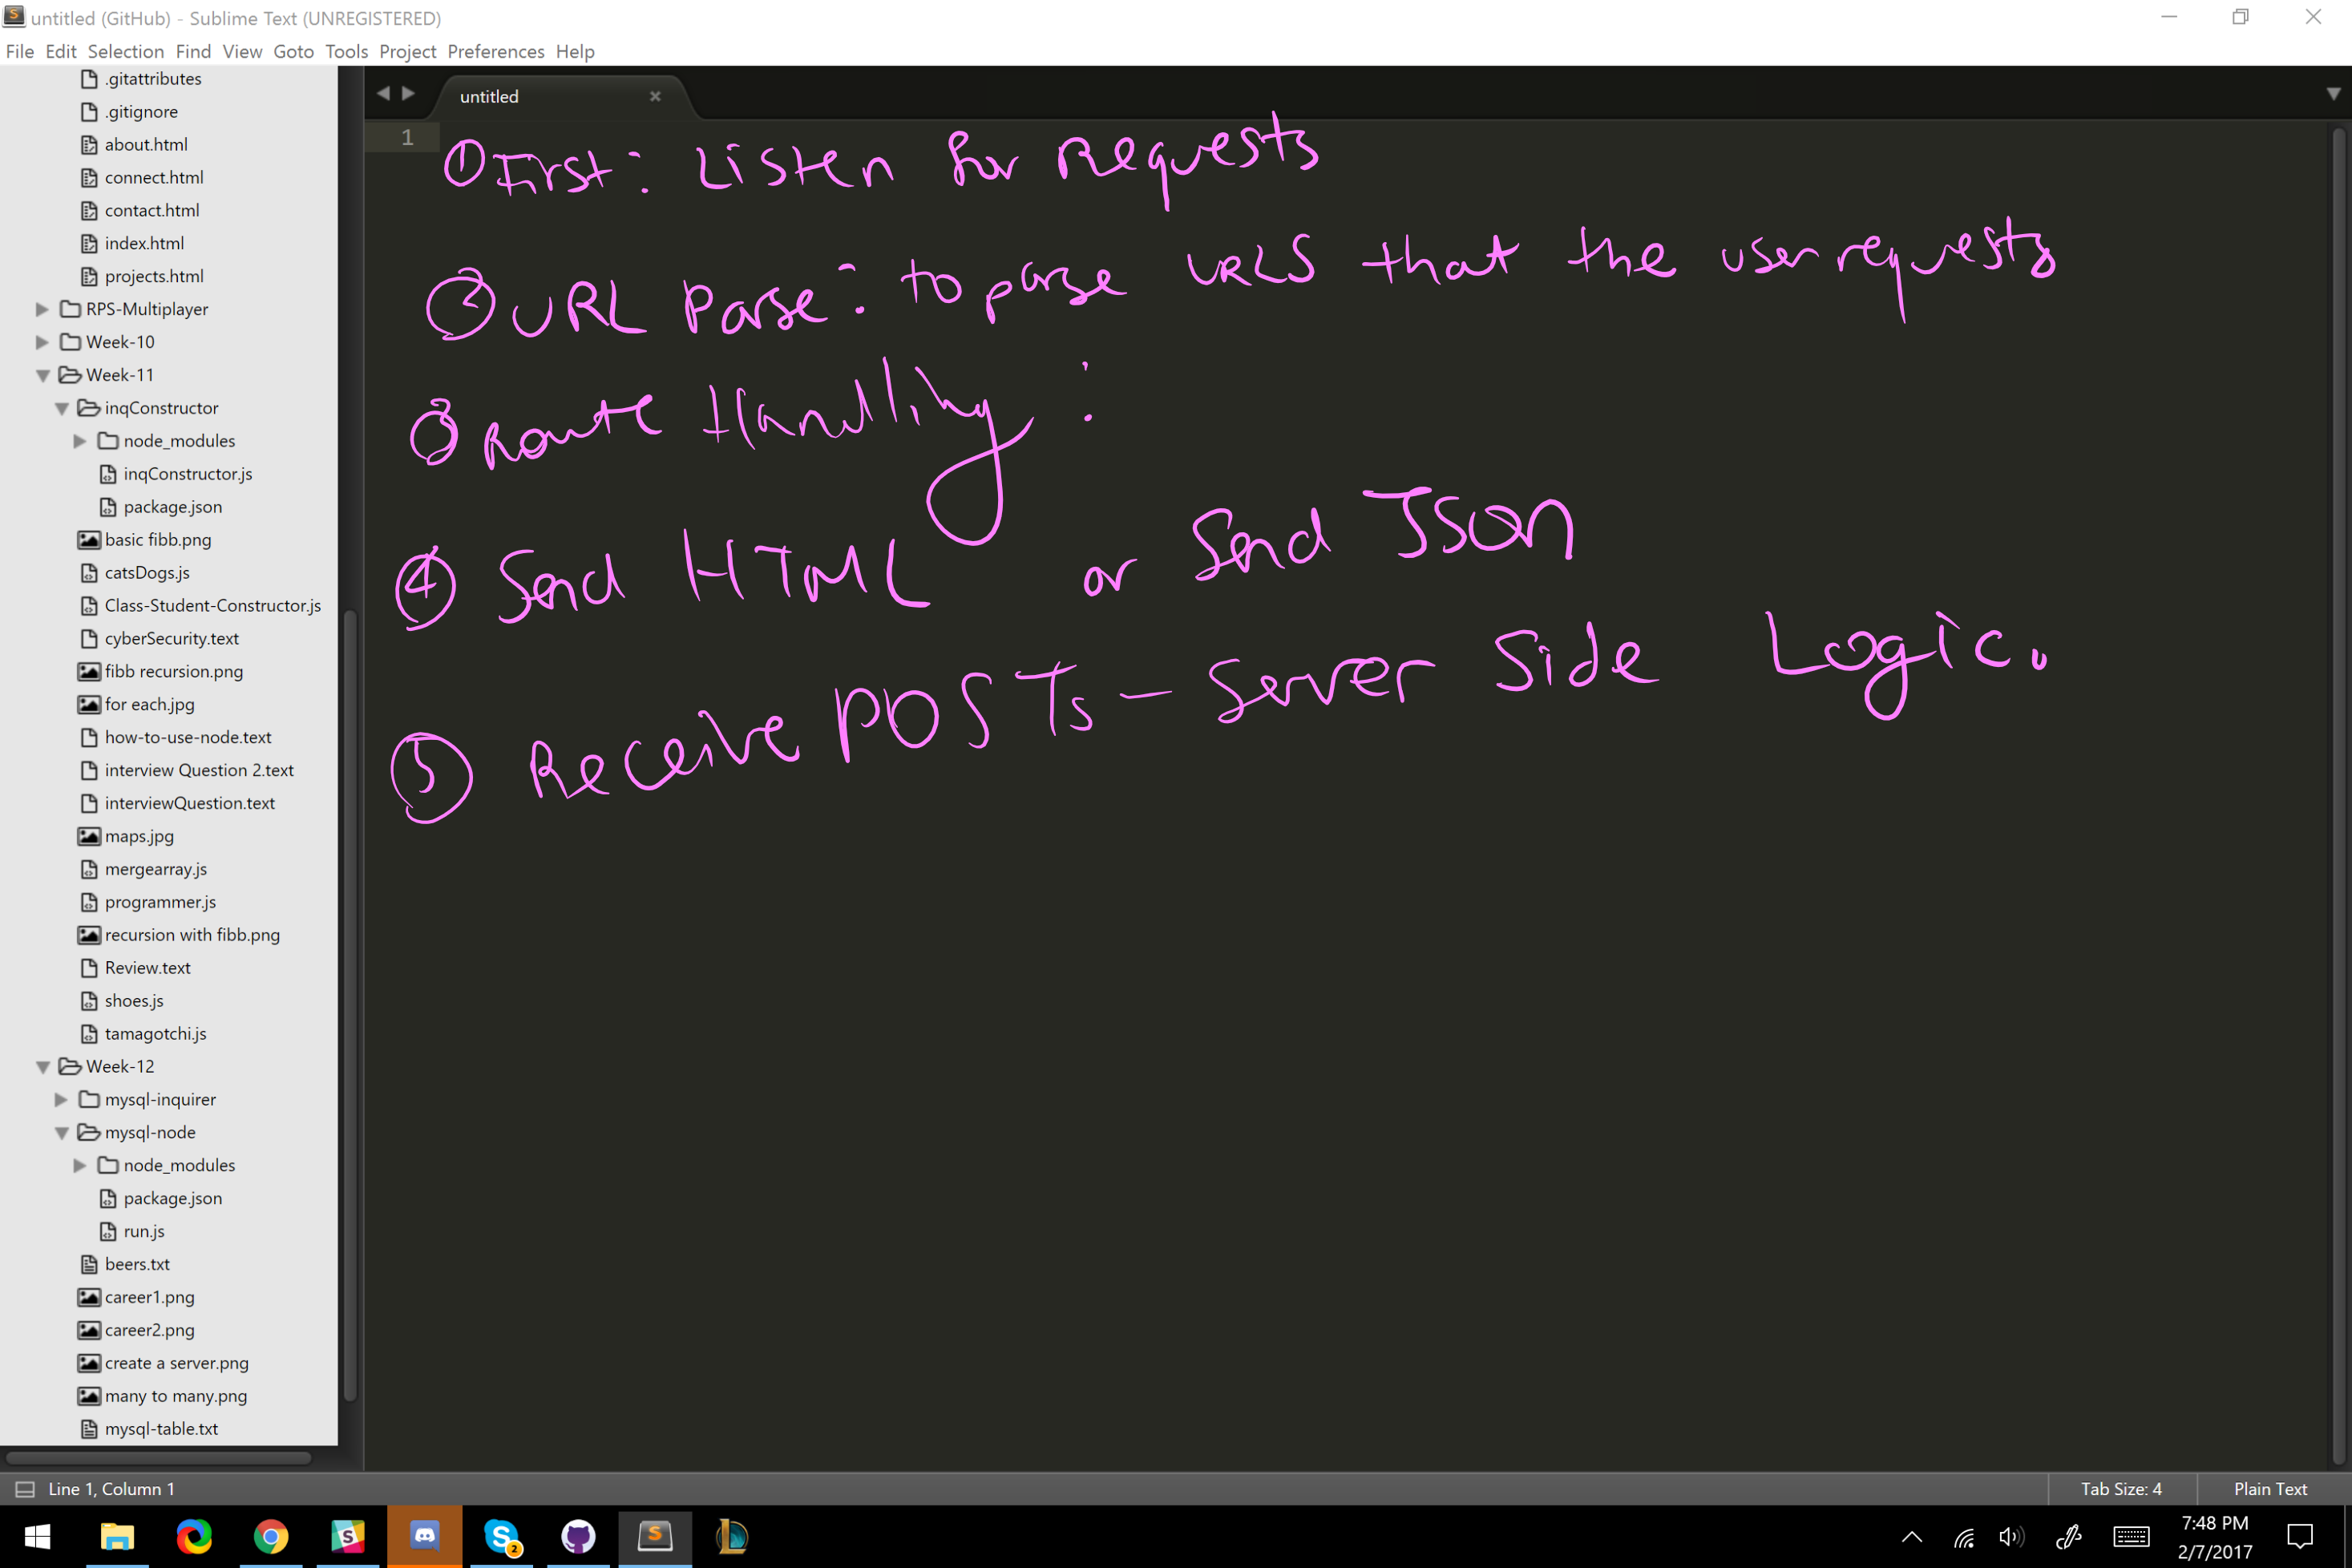 untitled (GitHub) - Sublime Text (UNREGISTERED)
File Edit Selection Find View Goto Tools Project Preferences Help
.gitattributes
.gitignore
about.html
connect.html
contact.html
index.html
projects.html
RPS-Multiplayer
Week-10
Week-11
inqConstructor
node_modules
inqConstructor.js
package.json
basic fibb.png
catsDogs.js
Class-Student-Constructor.js
cyberSecurity.text
fibb recursion.png
for each.jpg
how-to-use-node.text
interview Question 2.text
interviewQuestion.text
maps.jpg
mergearray.js
programmer.js
recursion with fibb.png
Review.text
shoes.js
tamagotchi.js
Week-12
mysql-inquirer
mysql-node
node_modules
package.json
run.js
beers.txt
career1.png
career2.png
create a server.png
many to many.png
mysql-table.txt
untitled
1
① First: Listen for Requests
② URL Parse: to parse URLS that the user requests
③ Route Handling:
④ Send HTML or Send JSON
⑤ Receive POSTs - Server Side Logic.
Line 1, Column 1
Tab Size: 4
Plain Text
2
7:48 PM
2/7/2017